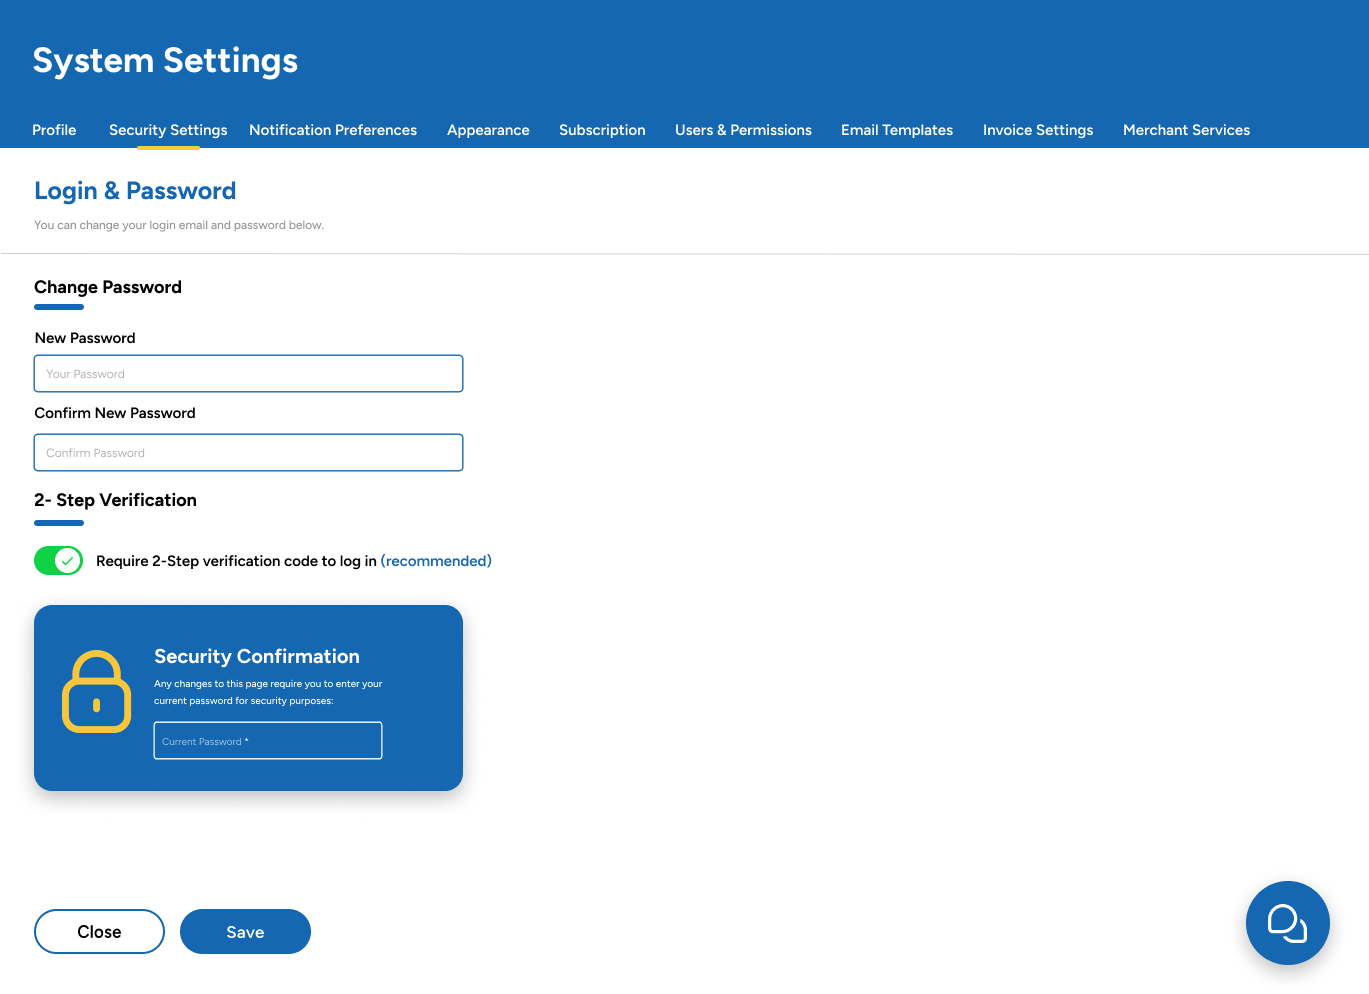 System Settings
Profile Security Settings Notification Preferences Appearance Subscription Users & Permissions Email Templates Invoice Settings Merchant Services
Login & Password
You can change your login email and password below.
Change Password
New Password
Your Password
Confirm New Password
Confirm Password
2- Step Verification
Require 2-Step verification code to log in (recommended)
Security Confirmation
Any changes to this page require you to enter your
current password for security purposes:
Current Password *
Close Save